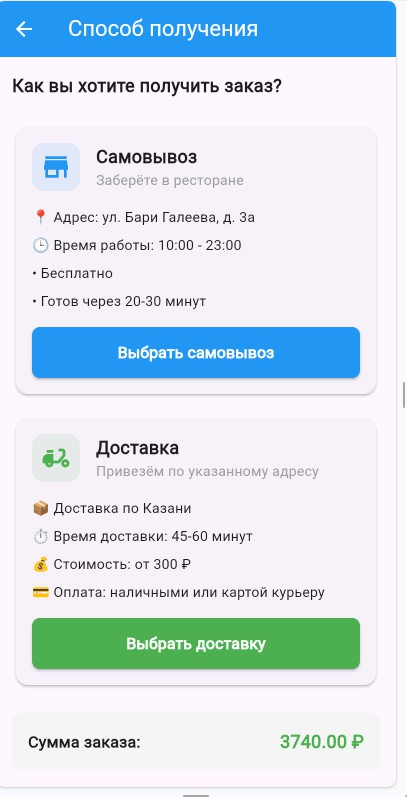 Способ получения
Как вы хотите получить заказ?
Самовывоз
Заберёте в ресторане
📍 Адрес: ул. Бари Галеева, д. 3а
🕒 Время работы: 10:00 - 23:00
• Бесплатно
• Готов через 20-30 минут
Выбрать самовывоз
Доставка
Привезём по указанному адресу
📦 Доставка по Казани
⏱️ Время доставки: 45-60 минут
💰 Стоимость: от 300 ₽
💳 Оплата: наличными или картой курьеру
Выбрать доставку
Сумма заказа: 3740.00 ₽